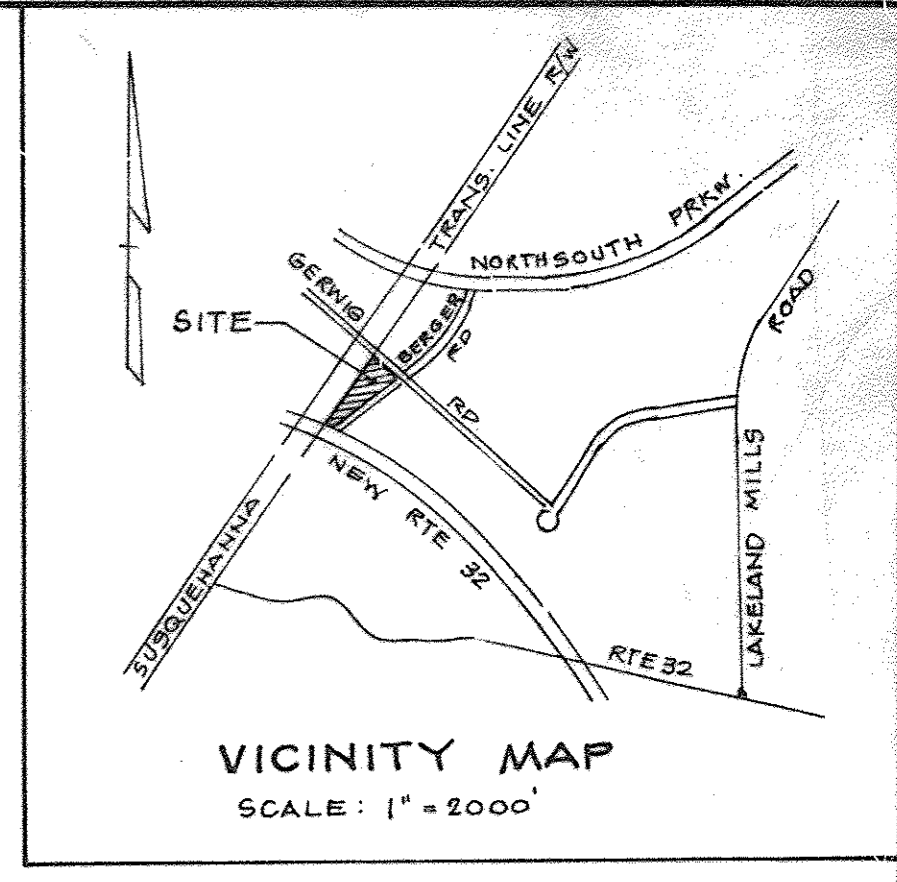 SUSQUEHANNA TRANS. LINE R/W
NORTHSOUTH PRKW.
GERWIG RD.
SITE
BERGER RD
ROAD
LAKELAND MILLS
NEW RTE 32
RTE 32
VICINITY MAP
SCALE: 1" = 2000'